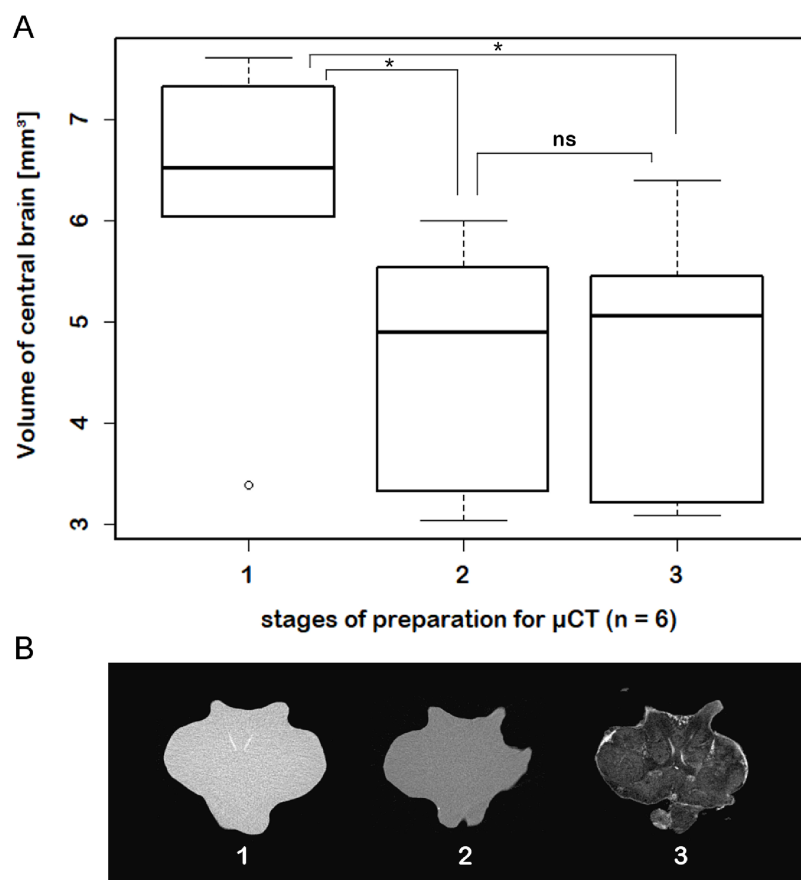 A
*
*
ns
Volume of central brain [mm³]
7
6
5
4
3
1 2 3
stages of preparation for µCT (n = 6)
B
1 2 3